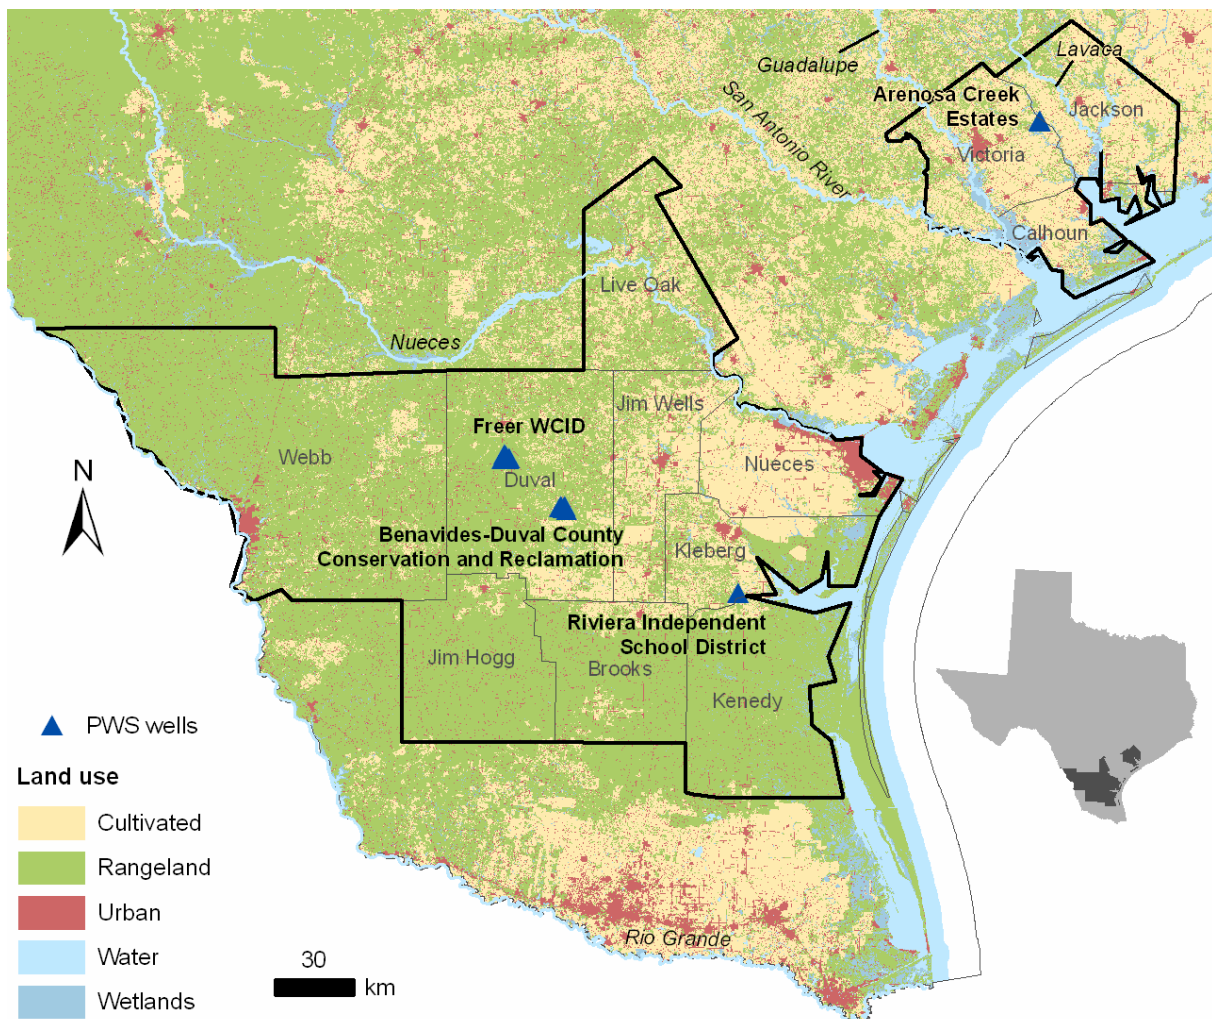 Guadalupe
Lavaca
San Antonio River
Arenosa Creek
Estates
Jackson
Victoria
Calhoun
Live Oak
Nueces
Jim Wells
Freer WCID
Webb
Duval
Nueces
N
Benavides-Duval County
Conservation and Reclamation
Kleberg
Riviera Independent
School District
Jim Hogg
Brooks
Kenedy
PWS wells
Land use
Cultivated
Rangeland
Urban
Water
Wetlands
Rio Grande
30
km